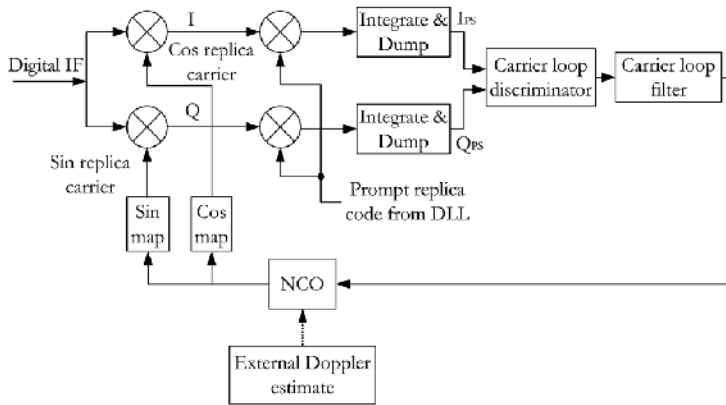 I
Cos replica
carrier
Integrate &
Dump
IPS
Digital IF
Carrier loop
discriminator
Carrier loop
filter
Q
Integrate &
Dump
QPS
Sin replica
carrier
Sin
map
Cos
map
Prompt replica
code from DLL
NCO
External Doppler
estimate